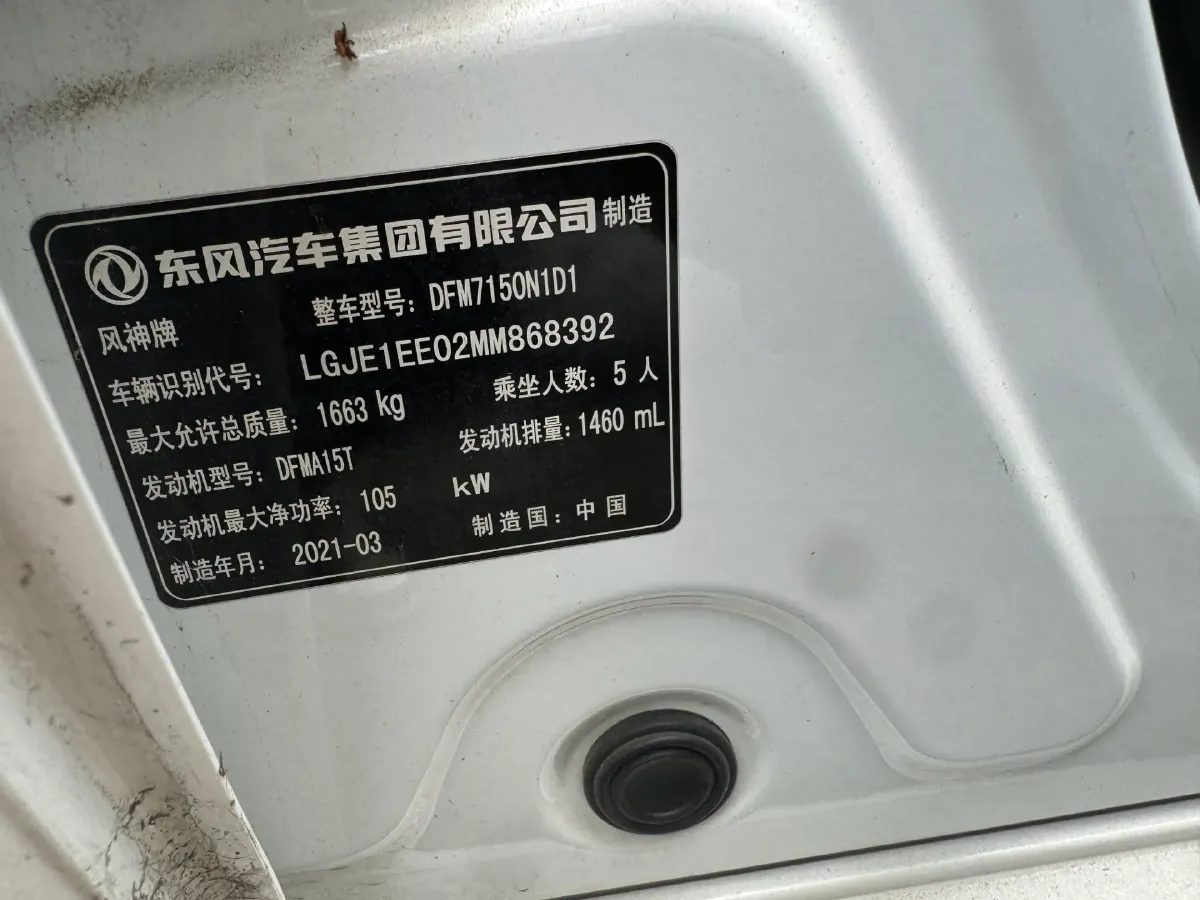 东风汽车集团有限公司 制造
风神牌 整车型号：DFM7150N1D1
车辆识别代号：LGJE1EE02MM868392
最大允许总质量：1663 kg 乘坐人数：5 人
发动机型号：DFMA15T 发动机排量：1460 mL
发动机最大净功率：105 kW
制造年月：2021-03 制造国：中国